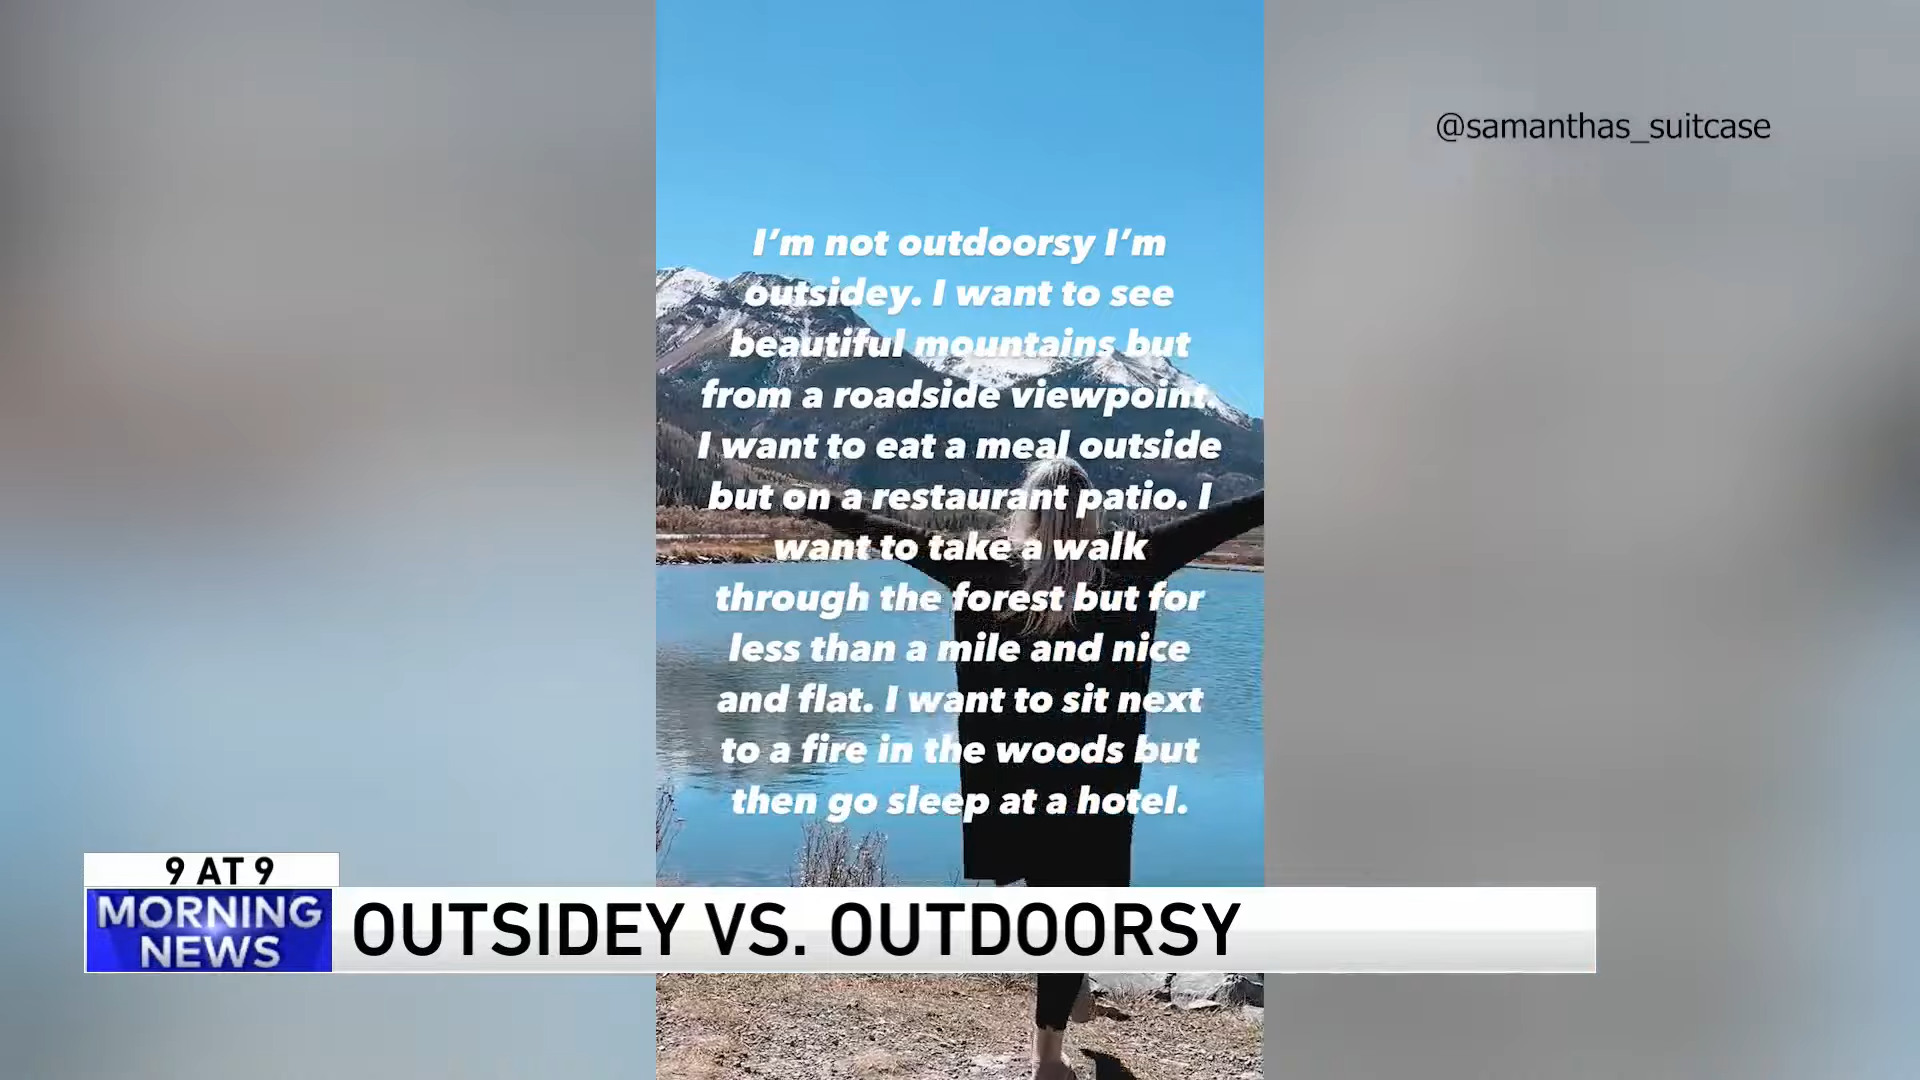 @samanthas_suitcase
I'm not outdoorsy I'm
outsidey. I want to see
beautiful mountains but
from a roadside viewpoint.
I want to eat a meal outside
but on a restaurant patio. I
want to take a walk
through the forest but for
less than a mile and nice
and flat. I want to sit next
to a fire in the woods but
then go sleep at a hotel.
9 AT 9
MORNING
NEWS
OUTSIDEY VS. OUTDOORSY